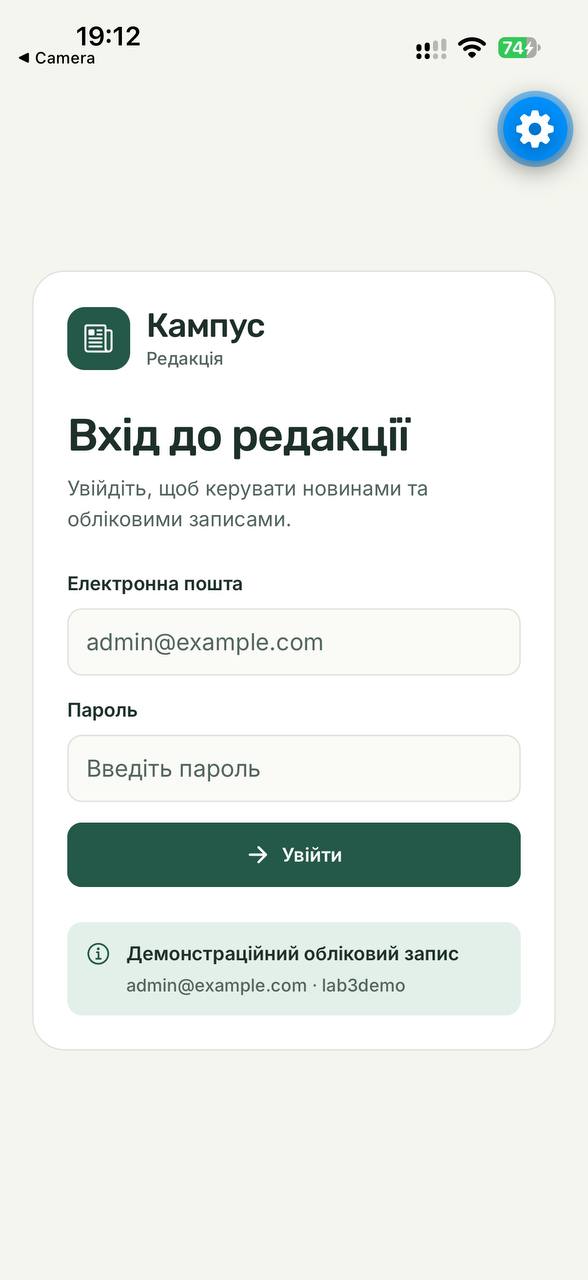 19:12
◀ Camera
74
Кампус
Редакція
Вхід до редакції
Увійдіть, щоб керувати новинами та
обліковими записами.
Електронна пошта
admin@example.com
Пароль
Введіть пароль
→ Увійти
Демонстраційний обліковий запис
admin@example.com · lab3demo